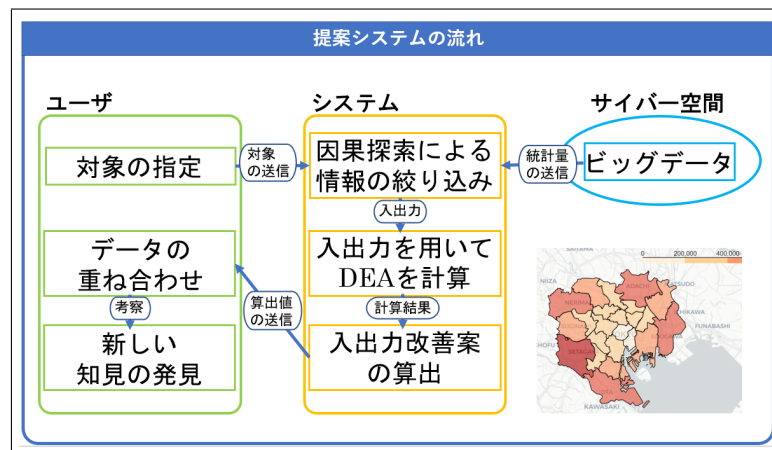 提案システムの流れ
ユーザ
システム
サイバー空間
対象の指定
対象
の送信
因果探索による
情報の絞り込み
統計量
の送信
ビッグデータ
入出力
データの
重ね合わせ
入出力を用いて
DEAを計算
考察
算出値
の送信
計算結果
新しい
知見の発見
入出力改善案
の算出
SAITAMA
0
200,000
400,000
NIIZA
ADACHI
NERIMA
FUNABASHI
OTA
KAWASAKI